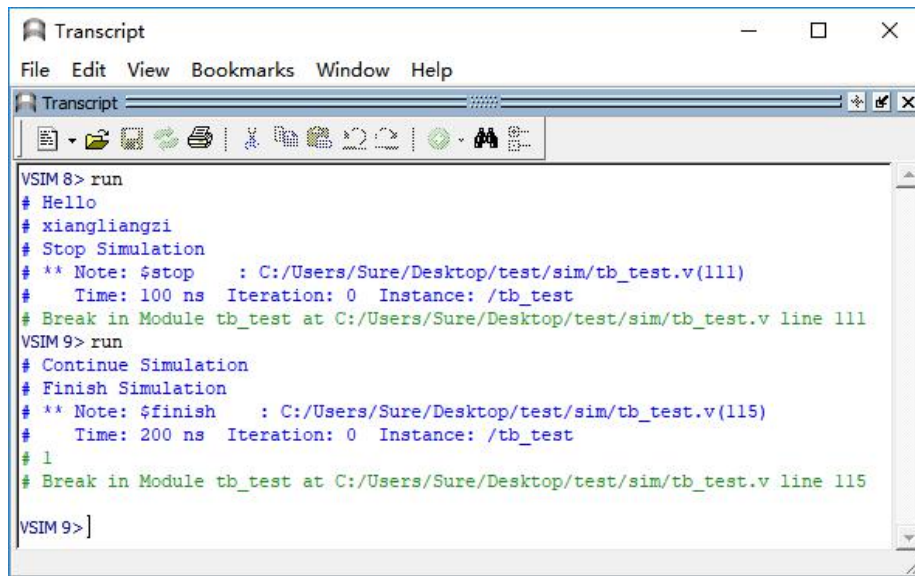 Transcript
File Edit View Bookmarks Window Help
Transcript
VSIM 8> run
# Hello
# xiangliangzi
# Stop Simulation
# ** Note: $stop    : C:/Users/Sure/Desktop/test/sim/tb_test.v(111)
#    Time: 100 ns  Iteration: 0  Instance: /tb_test
# Break in Module tb_test at C:/Users/Sure/Desktop/test/sim/tb_test.v line 111
VSIM 9> run
# Continue Simulation
# Finish Simulation
# ** Note: $finish    : C:/Users/Sure/Desktop/test/sim/tb_test.v(115)
#    Time: 200 ns  Iteration: 0  Instance: /tb_test
# 1
# Break in Module tb_test at C:/Users/Sure/Desktop/test/sim/tb_test.v line 115
VSIM 9>